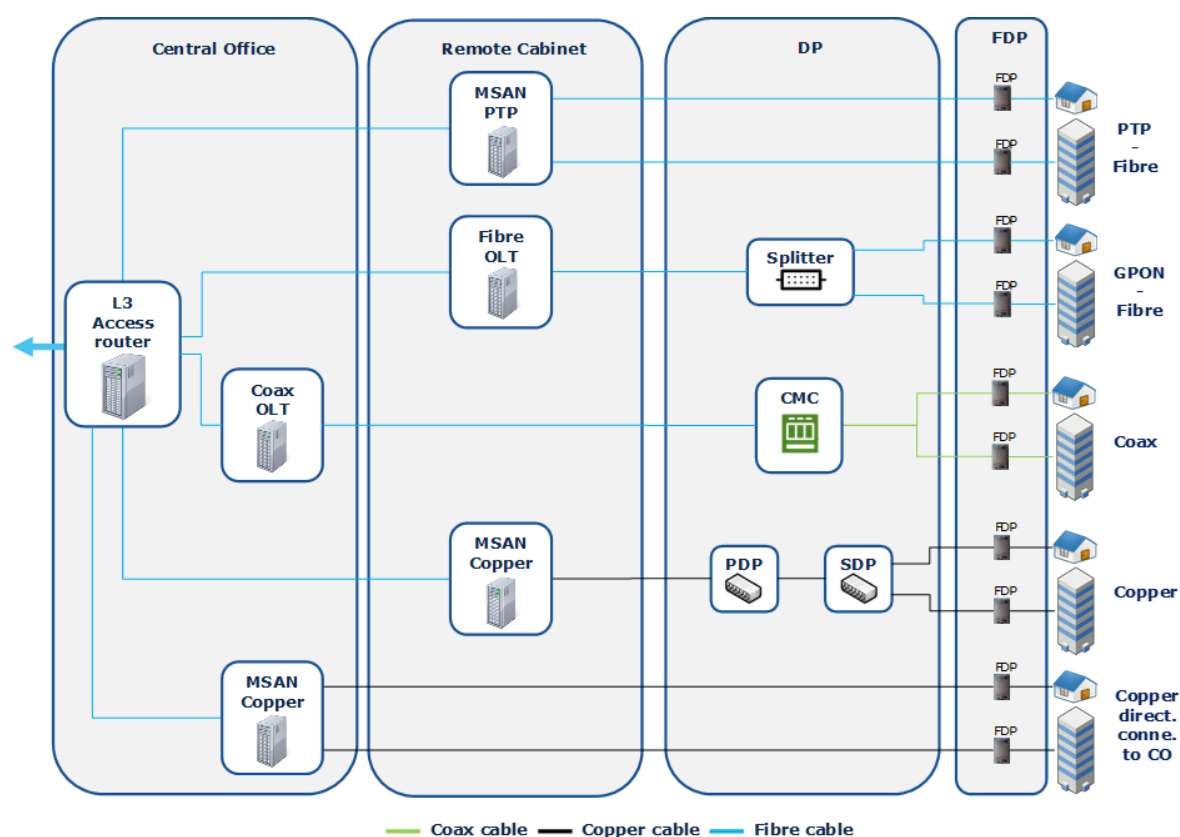 Central Office
Remote Cabinet
DP
FDP
MSAN
PTP
FDP
FDP
PTP
-
Fibre
Fibre
OLT
Splitter
FDP
FDP
GPON
-
Fibre
L3
Access
router
Coax
OLT
CMC
FDP
FDP
Coax
MSAN
Copper
PDP
SDP
FDP
FDP
Copper
MSAN
Copper
FDP
FDP
Copper
direct.
conne.
to CO
Coax cable
Copper cable
Fibre cable